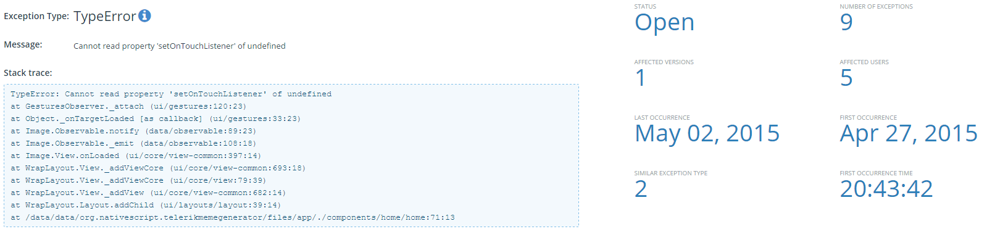 Exception Type: TypeError
Message: Cannot read property 'setOnTouchListener' of undefined
Stack trace:
TypeError: Cannot read property 'setOnTouchListener' of undefined
at GesturesObserver._attach (ui/gestures:120:23)
at Object._onTargetLoaded [as callback] (ui/gestures:33:23)
at Image.Observable.notify (data/observable:89:23)
at Image.Observable._emit (data/observable:108:18)
at Image.View.onLoaded (ui/core/view-common:397:14)
at WrapLayout.View._addViewCore (ui/core/view-common:693:18)
at WrapLayout.View._addViewCore (ui/core/view:79:39)
at WrapLayout.View._addView (ui/core/view-common:682:14)
at WrapLayout.Layout.addChild (ui/layouts/layout:39:14)
at /data/data/org.nativescript.telerikmemegenerator/files/app/./components/home/home:71:13
STATUS
Open
NUMBER OF EXCEPTIONS
9
AFFECTED VERSIONS
1
AFFECTED USERS
5
LAST OCCURRENCE
May 02, 2015
FIRST OCCURRENCE
Apr 27, 2015
SIMILAR EXCEPTION TYPE
2
FIRST OCCURRENCE TIME
20:43:42